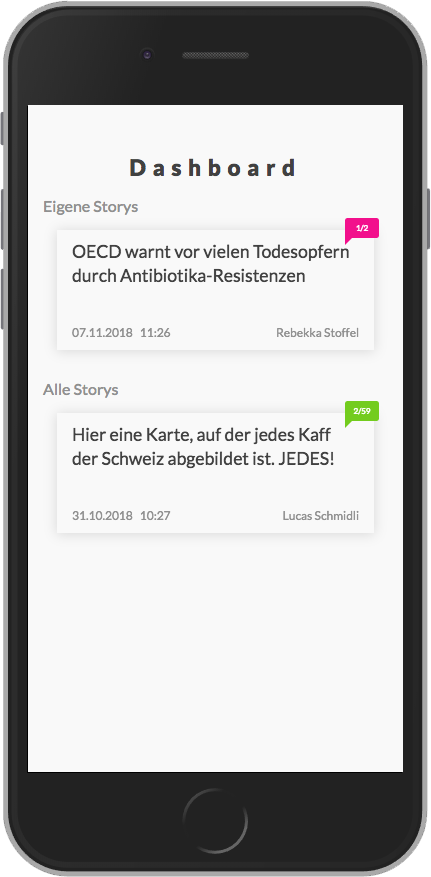 Dashboard
Eigene Storys
1/2
OECD warnt vor vielen Todesopfern
durch Antibiotika-Resistenzen
07.11.2018 11:26
Rebekka Stoffel
Alle Storys
2/59
Hier eine Karte, auf der jedes Kaff
der Schweiz abgebildet ist. JEDES!
31.10.2018 10:27
Lucas Schmidli